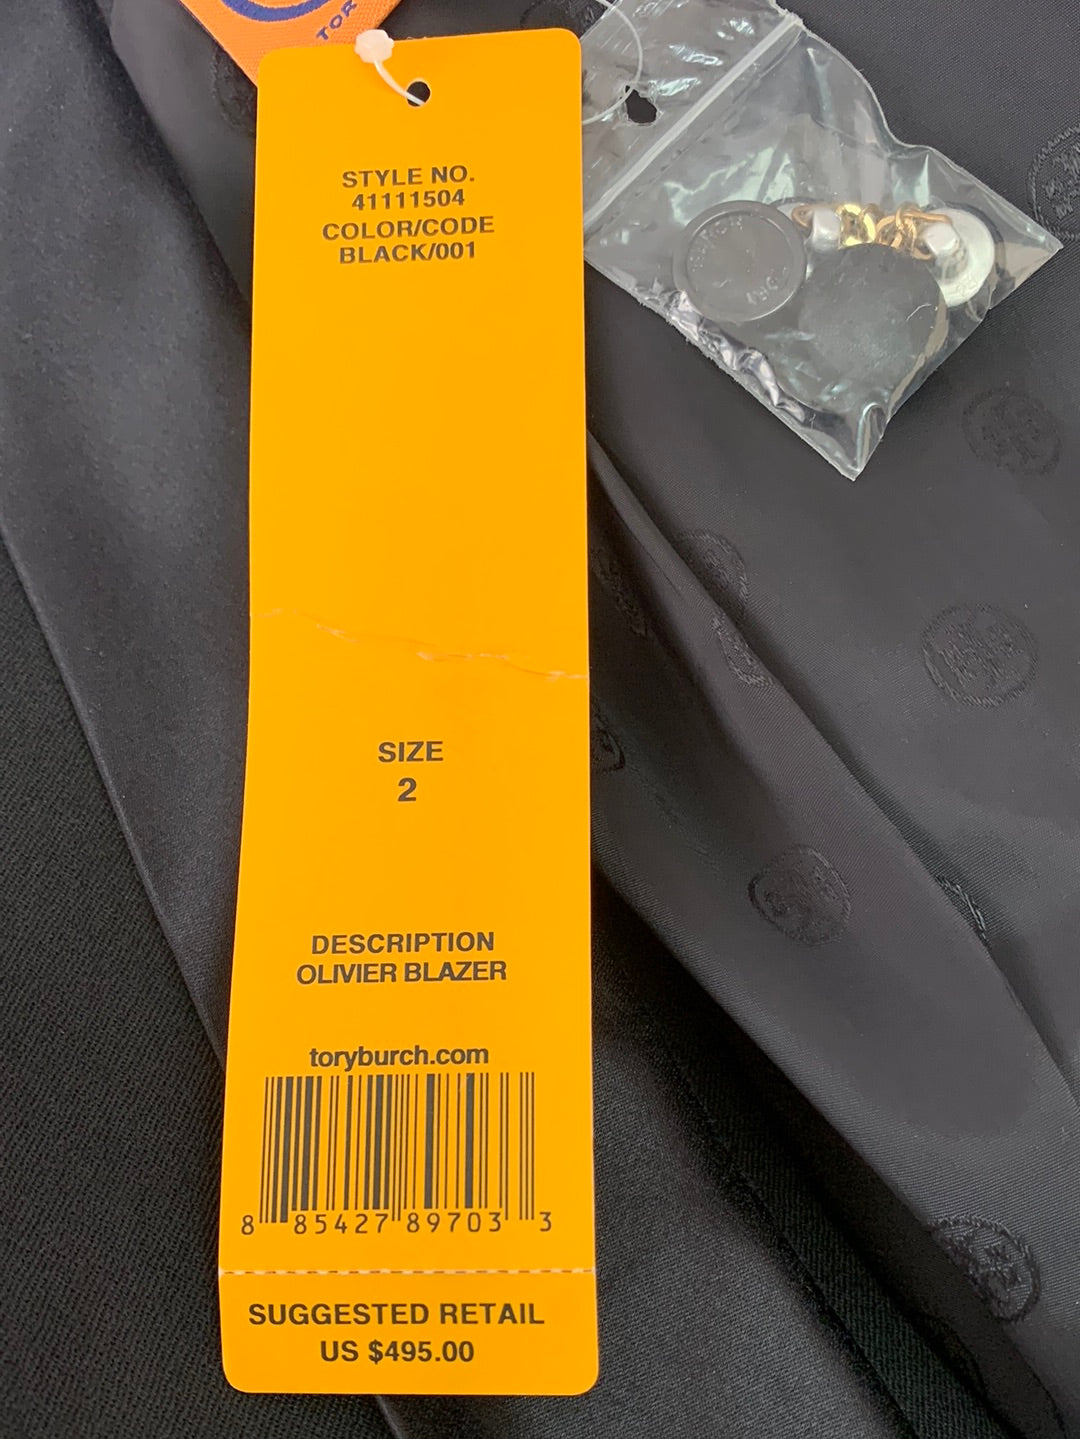 TOR
STYLE NO.
41111504
COLOR/CODE
BLACK/001
SIZE
2
DESCRIPTION
OLIVIER BLAZER
toryburch.com
8 85427 89703 3
SUGGESTED RETAIL
US $495.00